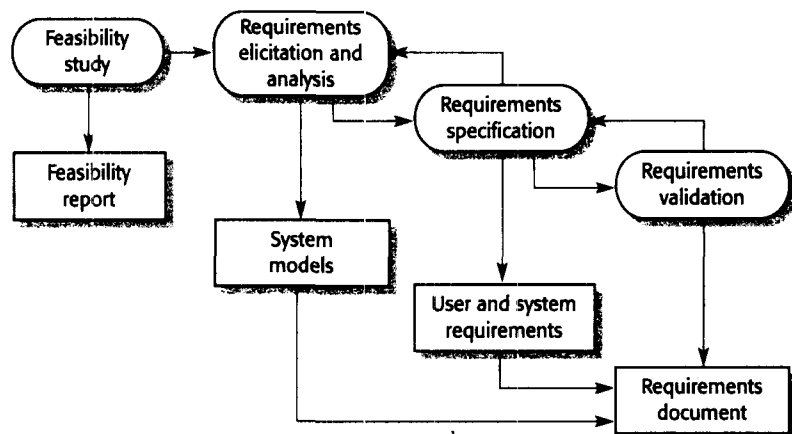 Feasibility
study
Requirements
elicitation and
analysis
Requirements
specification
Requirements
validation
Feasibility
report
System
models
User and system
requirements
Requirements
document